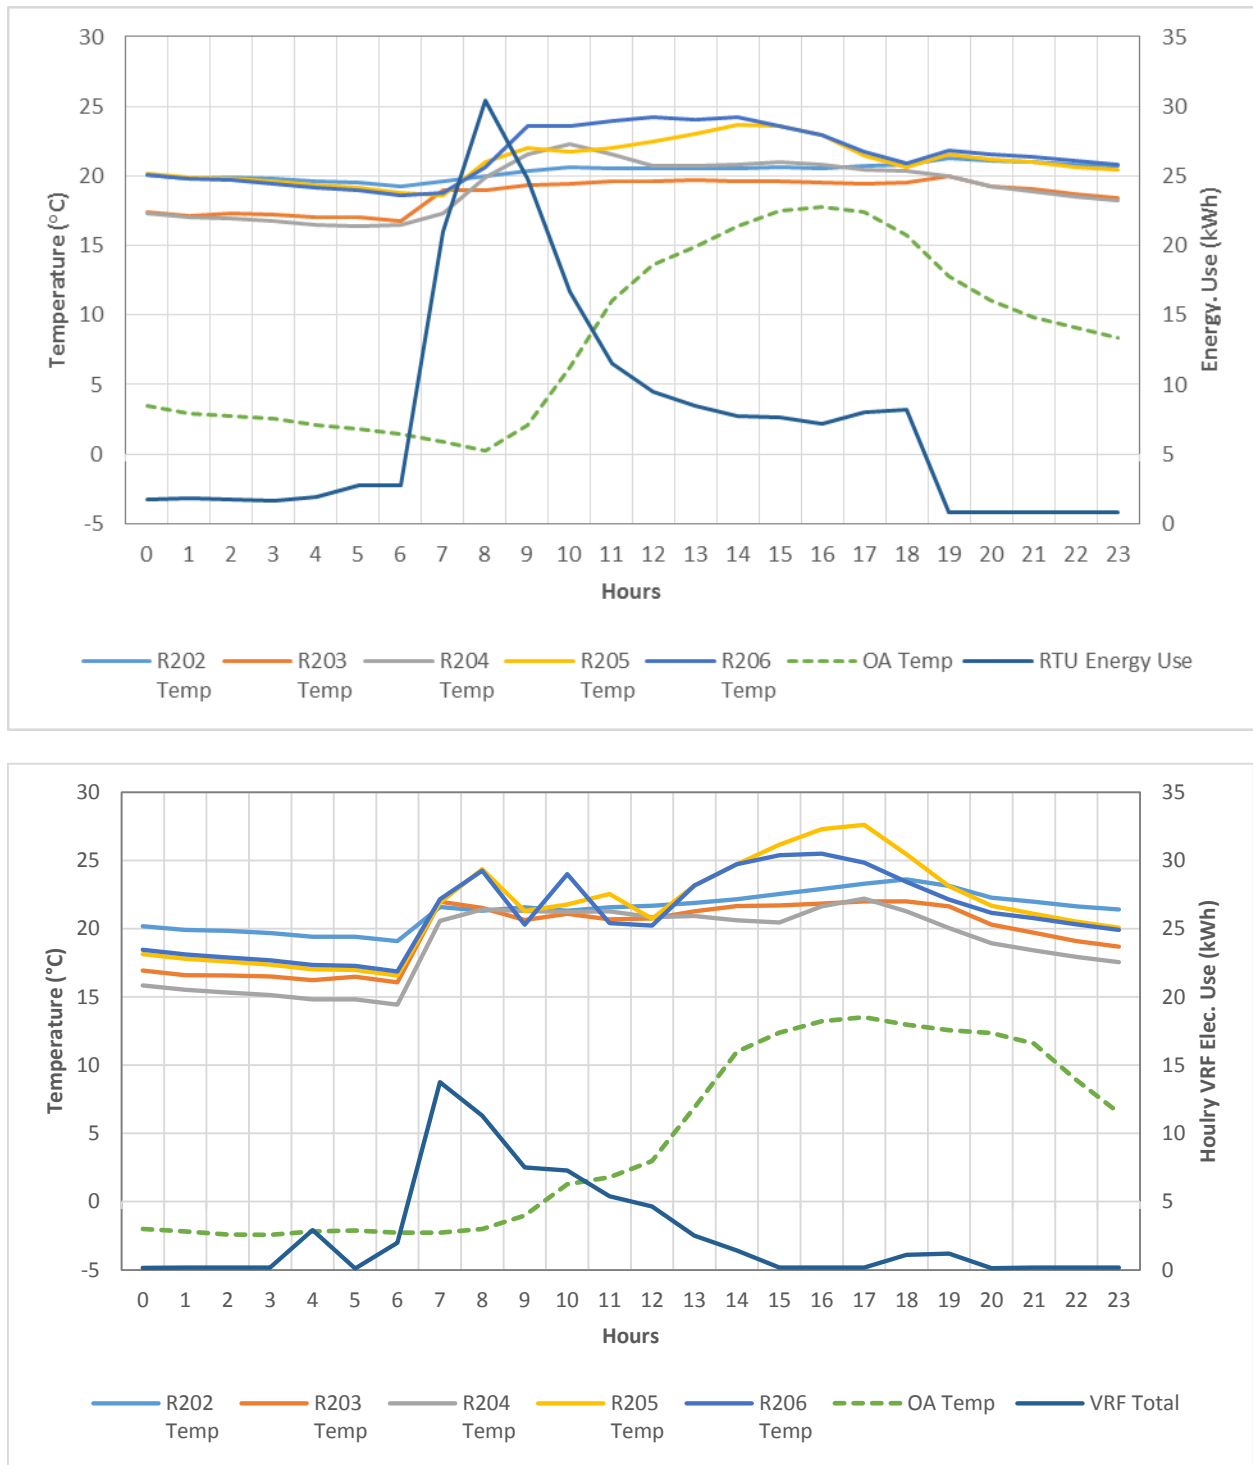 30
25
20
15
10
5
0
-5
Temperature (°C)
35
30
25
20
15
10
5
0
Energy. Use (kWh)
0 1 2 3 4 5 6 7 8 9 10 11 12 13 14 15 16 17 18 19 20 21 22 23
Hours
R202 Temp
R203 Temp
R204 Temp
R205 Temp
R206 Temp
OA Temp
RTU Energy Use
30
25
20
15
10
5
0
-5
Temperature (°C)
35
30
25
20
15
10
5
0
Houlry VRF Elec. Use (kWh)
0 1 2 3 4 5 6 7 8 9 10 11 12 13 14 15 16 17 18 19 20 21 22 23
Hours
R202 Temp
R203 Temp
R204 Temp
R205 Temp
R206 Temp
OA Temp
VRF Total